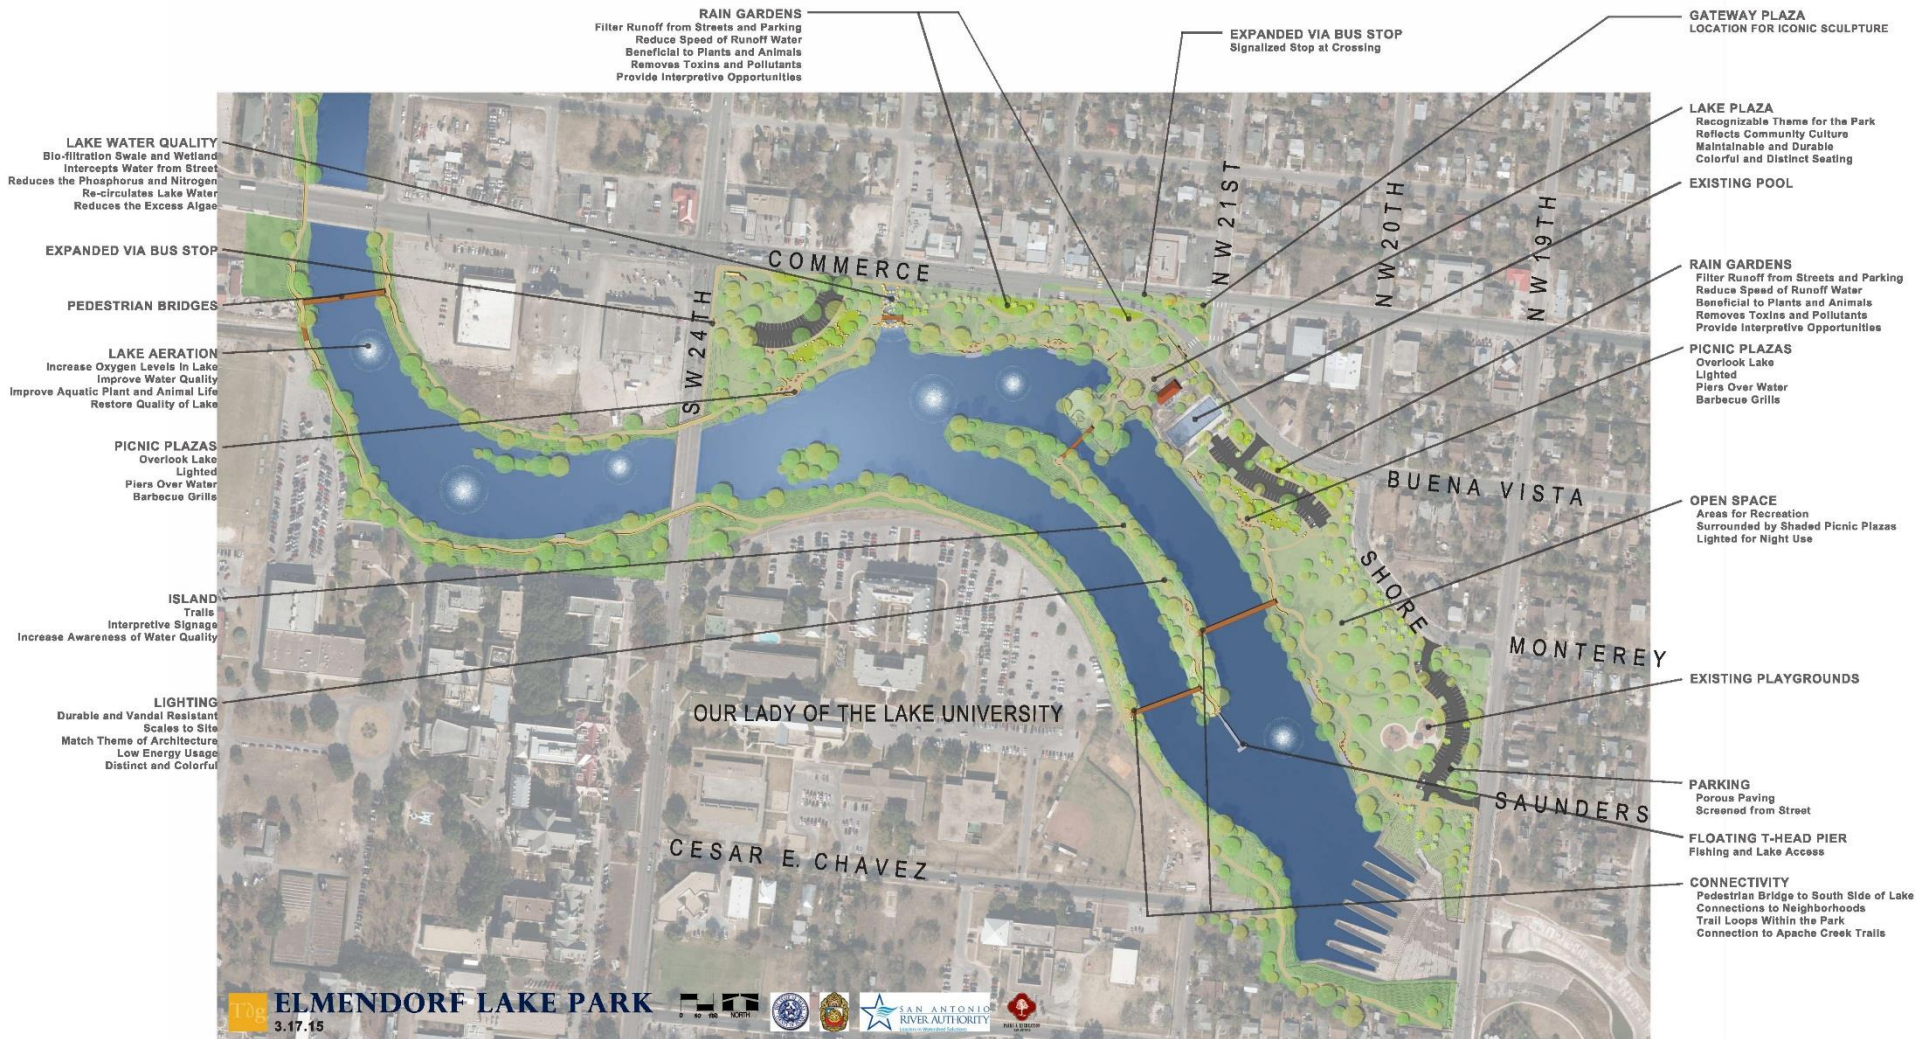 RAIN GARDENS
Filter Runoff from Streets and Parking
Reduce Speed of Runoff Water
Beneficial to Plants and Animals
Removes Toxins and Pollutants
Provide Interpretive Opportunities
EXPANDED VIA BUS STOP
Signalized Stop at Crossing
GATEWAY PLAZA
LOCATION FOR ICONIC SCULPTURE
LAKE WATER QUALITY
Bio-filtration Swale and Wetland
Intercepts Water from Street
Reduces the Phosphorus and Nitrogen
Re-circulates Lake Water
Reduces the Excess Algae
EXPANDED VIA BUS STOP
PEDESTRIAN BRIDGES
LAKE AERATION
Increase Oxygen Levels in Lake
Improve Water Quality
Improve Aquatic Plant and Animal Life
Restore Quality of Lake
PICNIC PLAZAS
Overlook Lake
Lighted
Piers Over Water
Barbecue Grills
ISLAND
Trails
Interpretive Signage
Increase Awareness of Water Quality
LIGHTING
Durable and Vandal Resistant
Scales to Site
Match Theme of Architecture
Low Energy Usage
Distinct and Colorful
COMMERCE
S W 24TH
N W 21ST
N W 20TH
N W 19TH
BUENA VISTA
SHORE
MONTEREY
SAUNDERS
OUR LADY OF THE LAKE UNIVERSITY
CESAR E. CHAVEZ
LAKE PLAZA
Recognizable Theme for the Park
Reflects Community Culture
Maintainable and Durable
Colorful and Distinct Seating
EXISTING POOL
RAIN GARDENS
Filter Runoff from Streets and Parking
Reduce Speed of Runoff Water
Beneficial to Plants and Animals
Removes Toxins and Pollutants
Provide Interpretive Opportunities
PICNIC PLAZAS
Overlook Lake
Lighted
Piers Over Water
Barbecue Grills
OPEN SPACE
Areas for Recreation
Surrounded by Shaded Picnic Plazas
Lighted for Night Use
EXISTING PLAYGROUNDS
PARKING
Porous Paving
Screened from Street
FLOATING T-HEAD PIER
Fishing and Lake Access
CONNECTIVITY
Pedestrian Bridge to South Side of Lake
Connections to Neighborhoods
Trail Loops Within the Park
Connection to Apache Creek Trails
Tdg
ELMENDORF LAKE PARK
3.17.15
NORTH
SAN ANTONIO
RIVER AUTHORITY